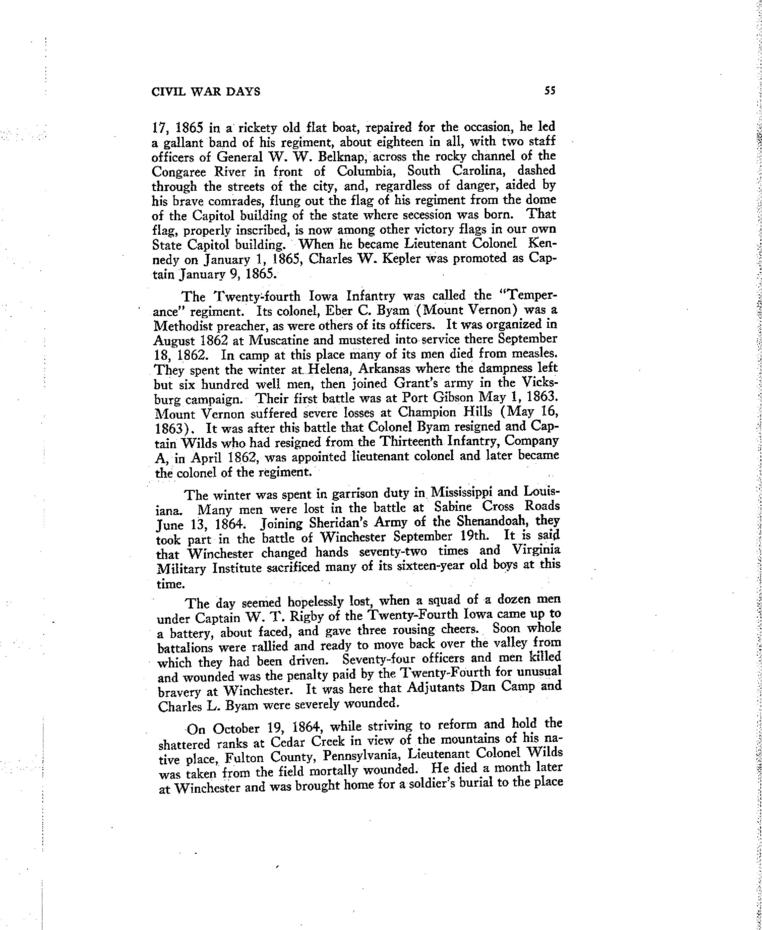 CIVIL WAR DAYS 55
17, 1865 in a rickety old flat boat, repaired for the occasion, he led
a gallant band of his regiment, about eighteen in all, with two staff
officers of General W. W. Belknap, across the rocky channel of the
Congaree River in front of Columbia, South Carolina, dashed
through the streets of the city, and, regardless of danger, aided by
his brave comrades, flung out the flag of his regiment from the dome
of the Capitol building of the state where secession was born. That
flag, properly inscribed, is now among other victory flags in our own
State Capitol building. When he became Lieutenant Colonel Ken-
nedy on January 1, 1865, Charles W. Kepler was promoted as Cap-
tain January 9, 1865.
The Twenty-fourth Iowa Infantry was called the "Temper-
ance" regiment. Its colonel, Eber C. Byam (Mount Vernon) was a
Methodist preacher, as were others of its officers. It was organized in
August 1862 at Muscatine and mustered into service there September
18, 1862. In camp at this place many of its men died from measles.
They spent the winter at Helena, Arkansas where the dampness left
but six hundred well men, then joined Grant's army in the Vicks-
burg campaign. Their first battle was at Port Gibson May 1, 1863.
Mount Vernon suffered severe losses at Champion Hills (May 16,
1863). It was after this battle that Colonel Byam resigned and Cap-
tain Wilds who had resigned from the Thirteenth Infantry, Company
A, in April 1862, was appointed lieutenant colonel and later became
the colonel of the regiment.
The winter was spent in garrison duty in Mississippi and Louis-
iana. Many men were lost in the battle at Sabine Cross Roads
June 13, 1864. Joining Sheridan's Army of the Shenandoah, they
took part in the battle of Winchester September 19th. It is said
that Winchester changed hands seventy-two times and Virginia
Military Institute sacrificed many of its sixteen-year old boys at this
time.
The day seemed hopelessly lost, when a squad of a dozen men
under Captain W. T. Rigby of the Twenty-Fourth Iowa came up to
a battery, about faced, and gave three rousing cheers. Soon whole
battalions were rallied and ready to move back over the valley from
which they had been driven. Seventy-four officers and men killed
and wounded was the penalty paid by the Twenty-Fourth for unusual
bravery at Winchester. It was here that Adjutants Dan Camp and
Charles L. Byam were severely wounded.
On October 19, 1864, while striving to reform and hold the
shattered ranks at Cedar Creek in view of the mountains of his na-
tive place, Fulton County, Pennsylvania, Lieutenant Colonel Wilds
was taken from the field mortally wounded. He died a month later
at Winchester and was brought home for a soldier's burial to the place